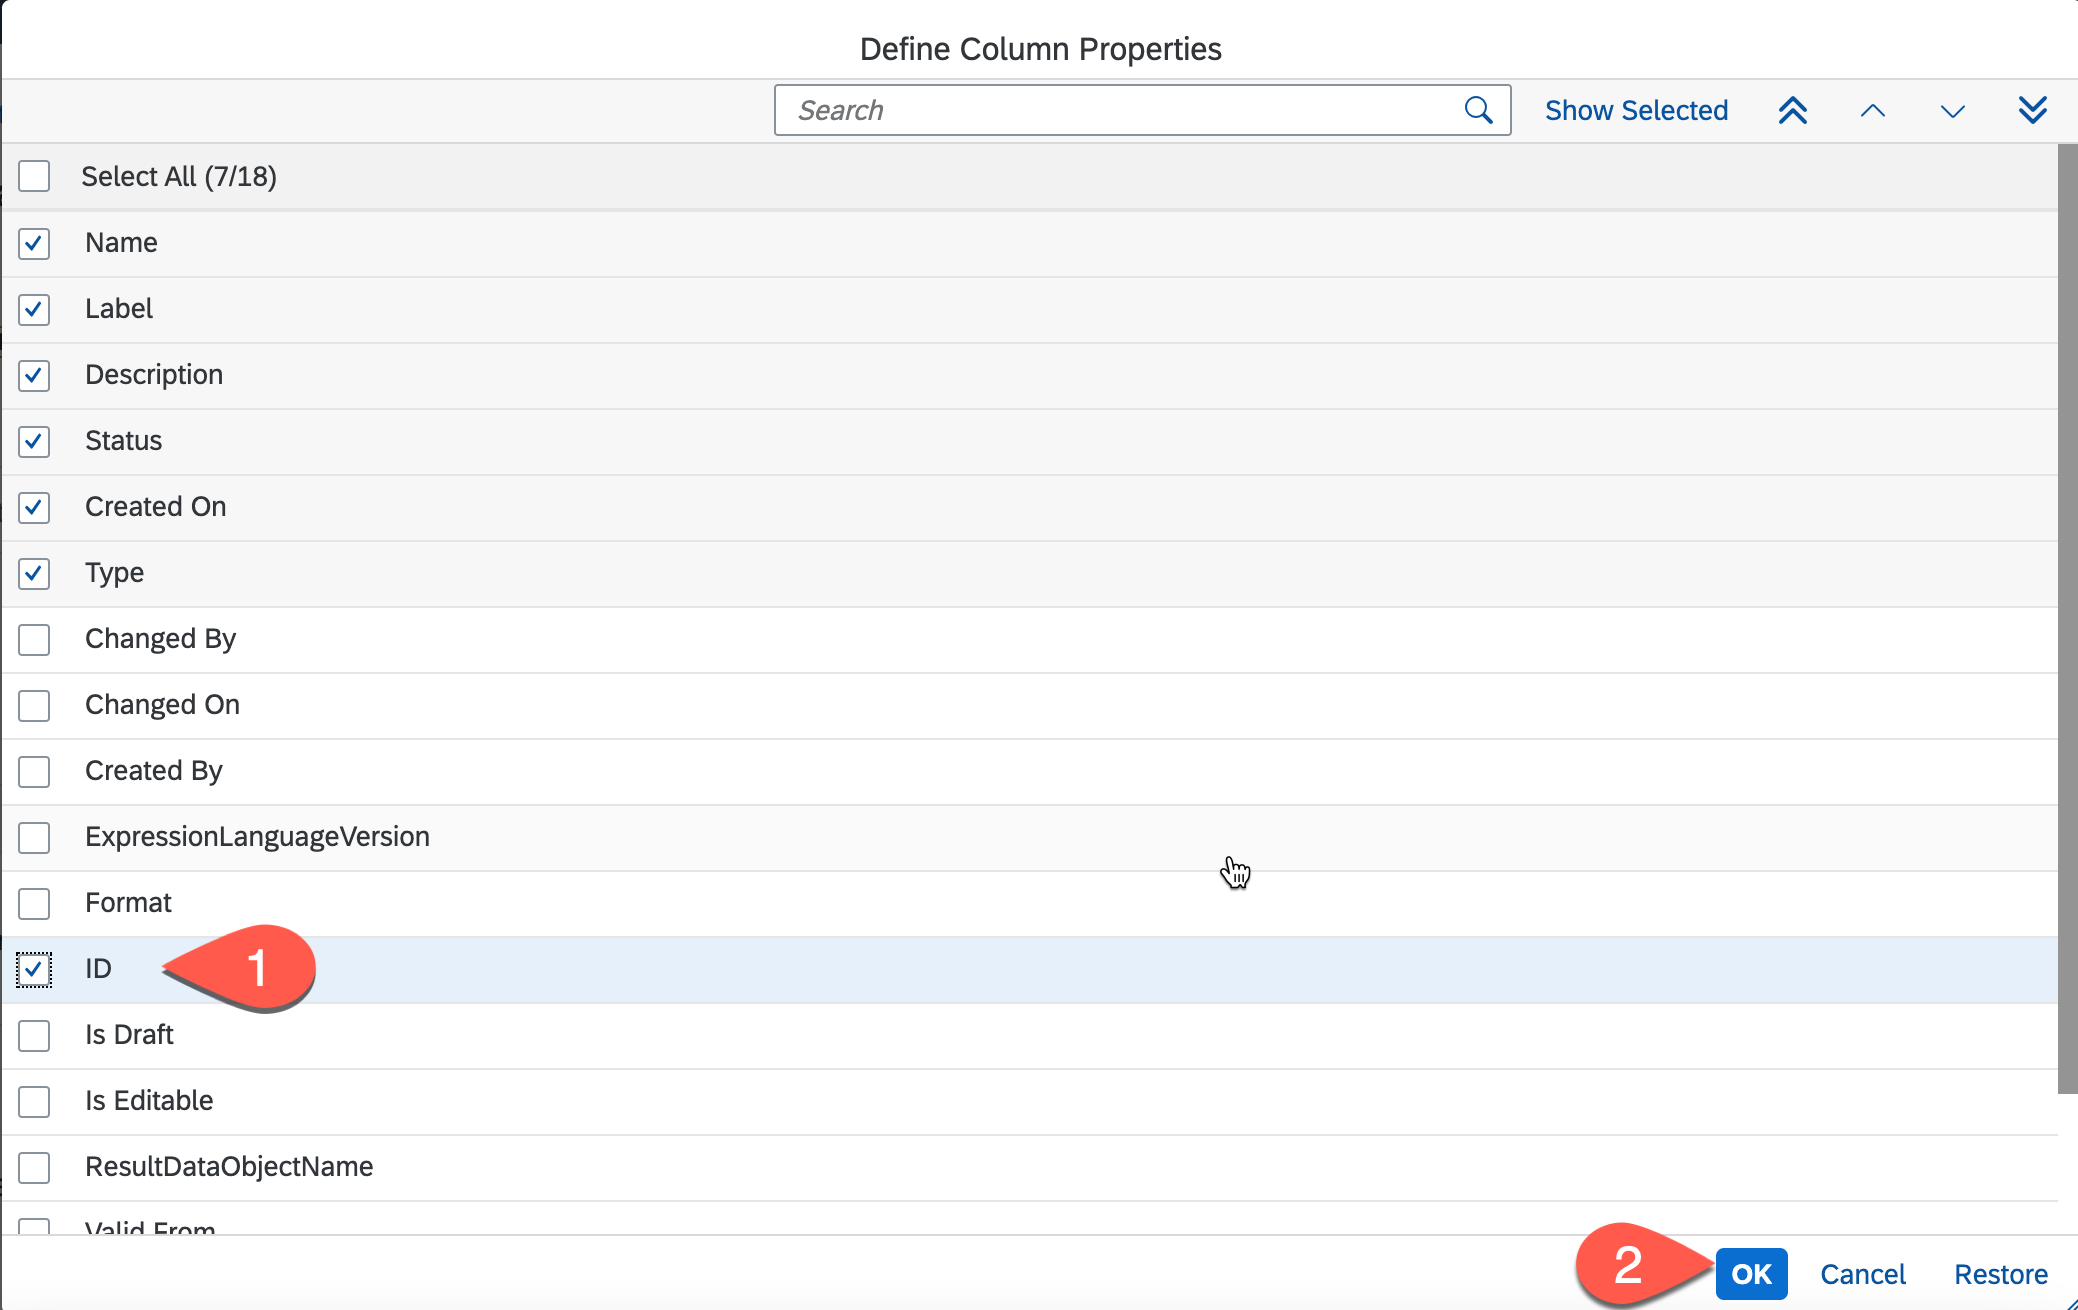 Define Column Properties
Search
Show Selected
Select All (7/18)
Name
Label
Description
Status
Created On
Type
Changed By
Changed On
Created By
ExpressionLanguageVersion
Format
ID
1
Is Draft
Is Editable
ResultDataObjectName
Valid From
2
OK
Cancel
Restore